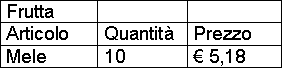 Frutta
Articolo Quantità Prezzo
Mele 10 € 5,18